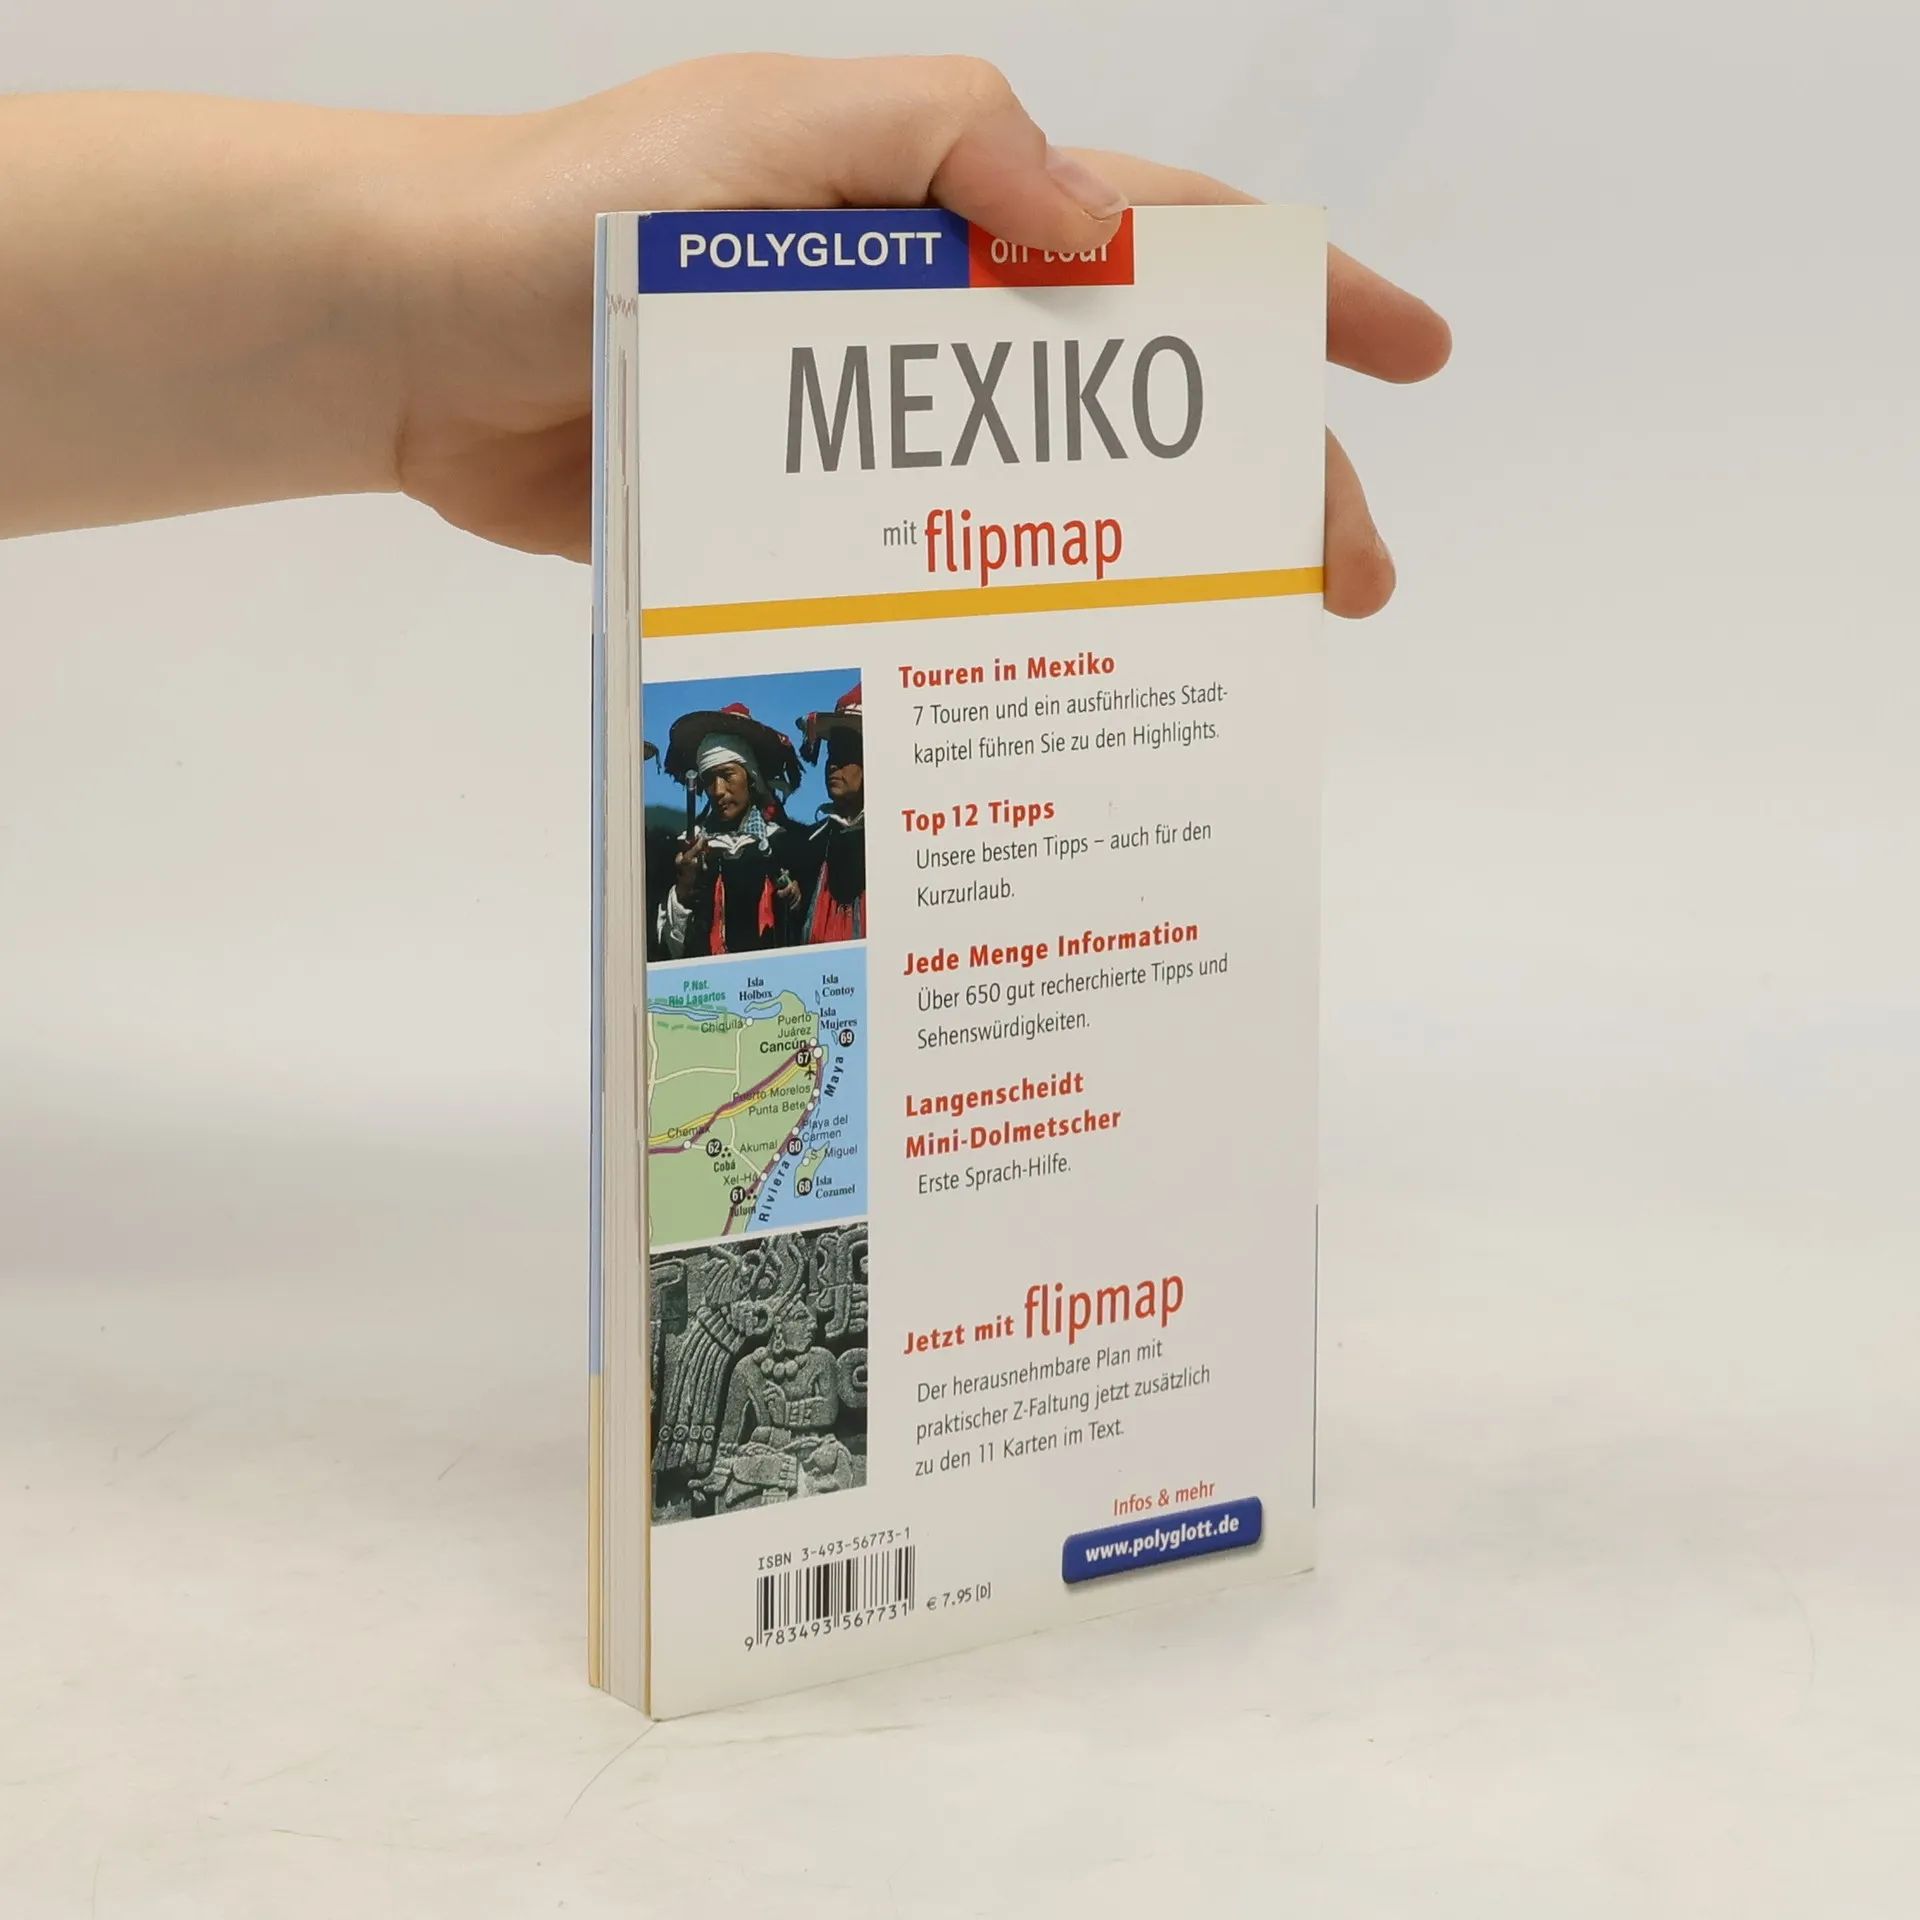 POLYGLOTT on tour
MEXIKO
mit flipmap
Touren in Mexiko
7 Touren und ein ausführliches Stadt-
kapitel führen Sie zu den Highlights.
Top 12 Tipps
Unsere besten Tipps – auch für den
Kurzurlaub.
Jede Menge Information
Über 650 gut recherchierte Tipps und
Sehenswürdigkeiten.
Langenscheidt
Mini-Dolmetscher
Erste Sprach-Hilfe.
Jetzt mit flipmap
Der herausnehmbare Plan mit
praktischer Z-Faltung jetzt zusätzlich
zu den 11 Karten im Text.
Infos & mehr
www.polyglott.de
P.Nat.
Río Lagartos
Isla
Holbox
Isla
Contoy
Chiquilá
Puerto
Juárez
Isla
Mujeres
69
Cancún
67
Puerto Morelos
Punta Bete
Riviera Maya
Playa del
Carmen
Chemax
62
Cobá
Akumal
60
S. Miguel
Xel-Há
61
Tulum
68
Isla
Cozumel
ISBN 3-493-56773-1
9 783493 567731
€ 7.95 [D]